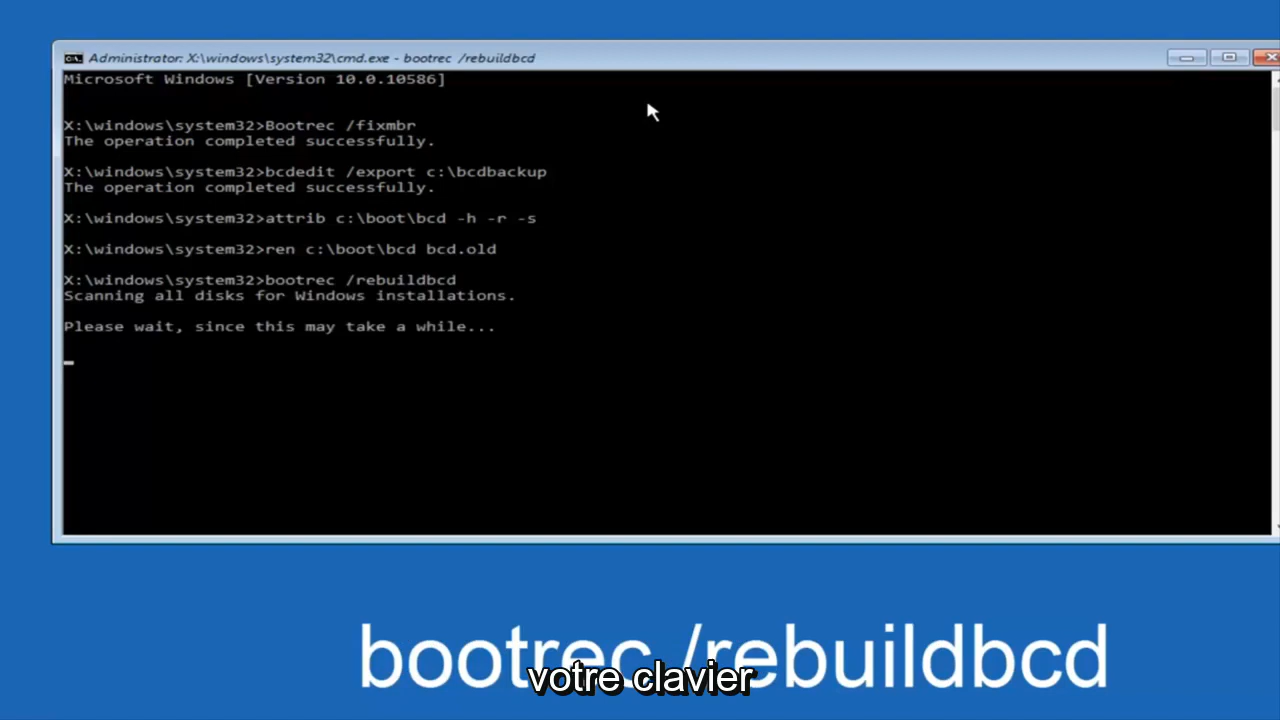 Administrator: X:\windows\system32\cmd.exe - bootrec /rebuildbcd
Microsoft Windows [Version 10.0.10586]
X:\windows\system32>Bootrec /fixmbr
The operation completed successfully.
X:\windows\system32>bcdedit /export c:\bcdbackup
The operation completed successfully.
X:\windows\system32>attrib c:\boot\bcd -h -r -s
X:\windows\system32>ren c:\boot\bcd bcd.old
X:\windows\system32>bootrec /rebuildbcd
Scanning all disks for Windows installations.
Please wait, since this may take a while...
bootrec /rebuildbcd
votre clavier